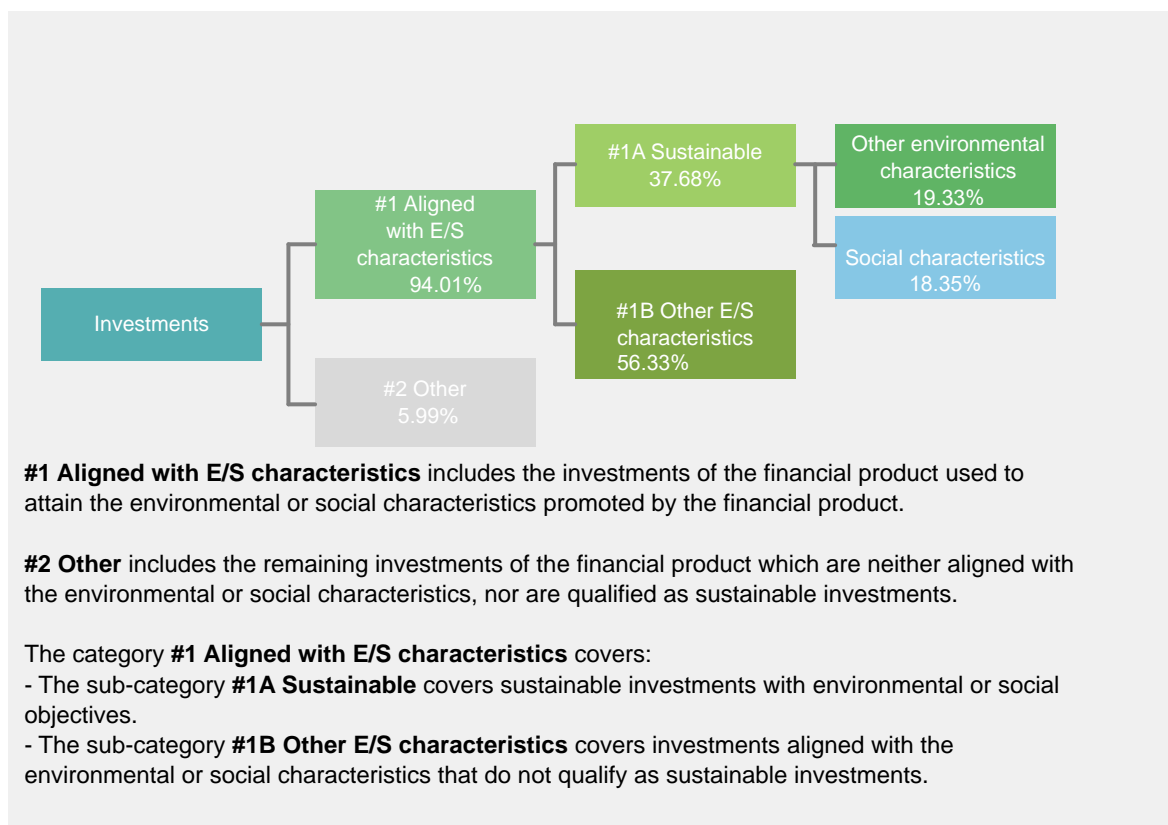 Investments
#1 Aligned
with E/S
characteristics
94.01%
#2 Other
5.99%
#1A Sustainable
37.68%
#1B Other E/S
characteristics
56.33%
Other environmental
characteristics
19.33%
Social characteristics
18.35%
#1 Aligned with E/S characteristics includes the investments of the financial product used to
attain the environmental or social characteristics promoted by the financial product.
#2 Other includes the remaining investments of the financial product which are neither aligned with
the environmental or social characteristics, nor are qualified as sustainable investments.
The category #1 Aligned with E/S characteristics covers:
- The sub-category #1A Sustainable covers sustainable investments with environmental or social
objectives.
- The sub-category #1B Other E/S characteristics covers investments aligned with the
environmental or social characteristics that do not qualify as sustainable investments.